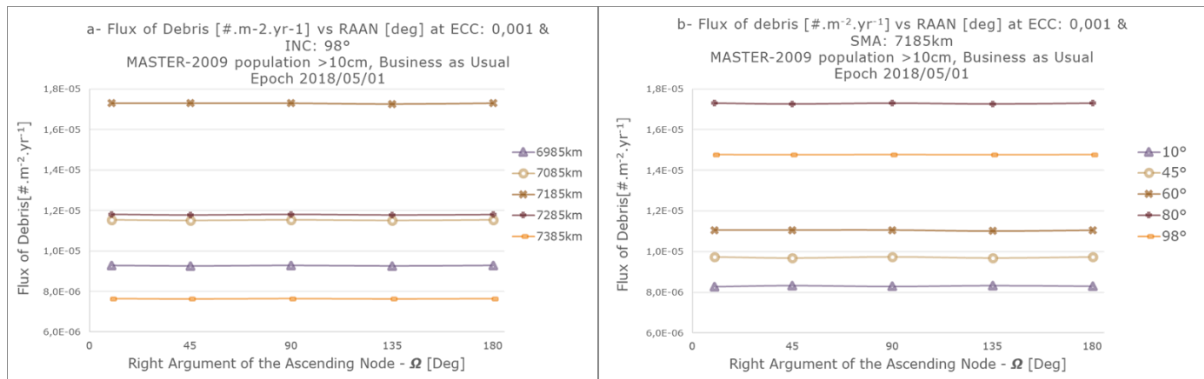 a- Flux of Debris [#.m-2.yr-1] vs RAAN [deg] at ECC: 0,001 &
INC: 98°
MASTER-2009 population >10cm, Business as Usual
Epoch 2018/05/01
1,8E-05
1,6E-05
1,4E-05
1,2E-05
1,0E-05
8,0E-06
6,0E-06
Flux of Debris[#.m⁻².yr⁻¹]
0
45
90
135
180
Right Argument of the Ascending Node - Ω [Deg]
6985km
7085km
7185km
7285km
7385km
b- Flux of debris [#.m⁻².yr⁻¹] vs RAAN [deg] at ECC: 0,001 &
SMA: 7185km
MASTER-2009 population >10cm, Business as Usual
Epoch 2018/05/01
1,8E-05
1,6E-05
1,4E-05
1,2E-05
1,0E-05
8,0E-06
6,0E-06
Flux of Debris[#.m⁻².yr⁻¹]
0
45
90
135
180
Right Argument of the Ascending Node - Ω [Deg]
10°
45°
60°
80°
98°